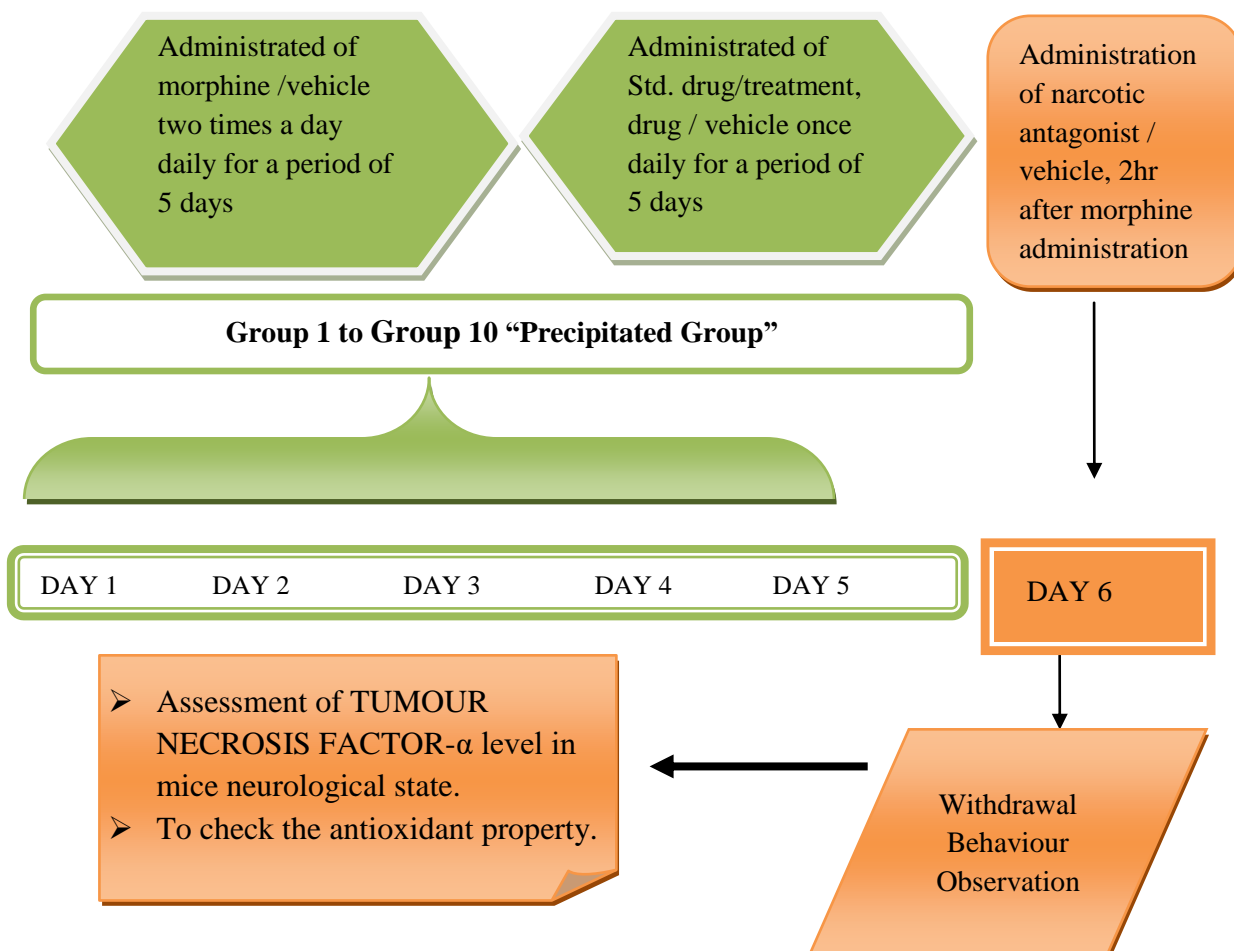 Administrated of
morphine /vehicle
two times a day
daily for a period of
5 days
Administrated of
Std. drug/treatment,
drug / vehicle once
daily for a period of
5 days
Administration
of narcotic
antagonist /
vehicle, 2hr
after morphine
administration
Group 1 to Group 10 “Precipitated Group”
DAY 1 DAY 2 DAY 3 DAY 4 DAY 5
DAY 6
➢ Assessment of TUMOUR
NECROSIS FACTOR-α level in
mice neurological state.
➢ To check the antioxidant property.
Withdrawal
Behaviour
Observation